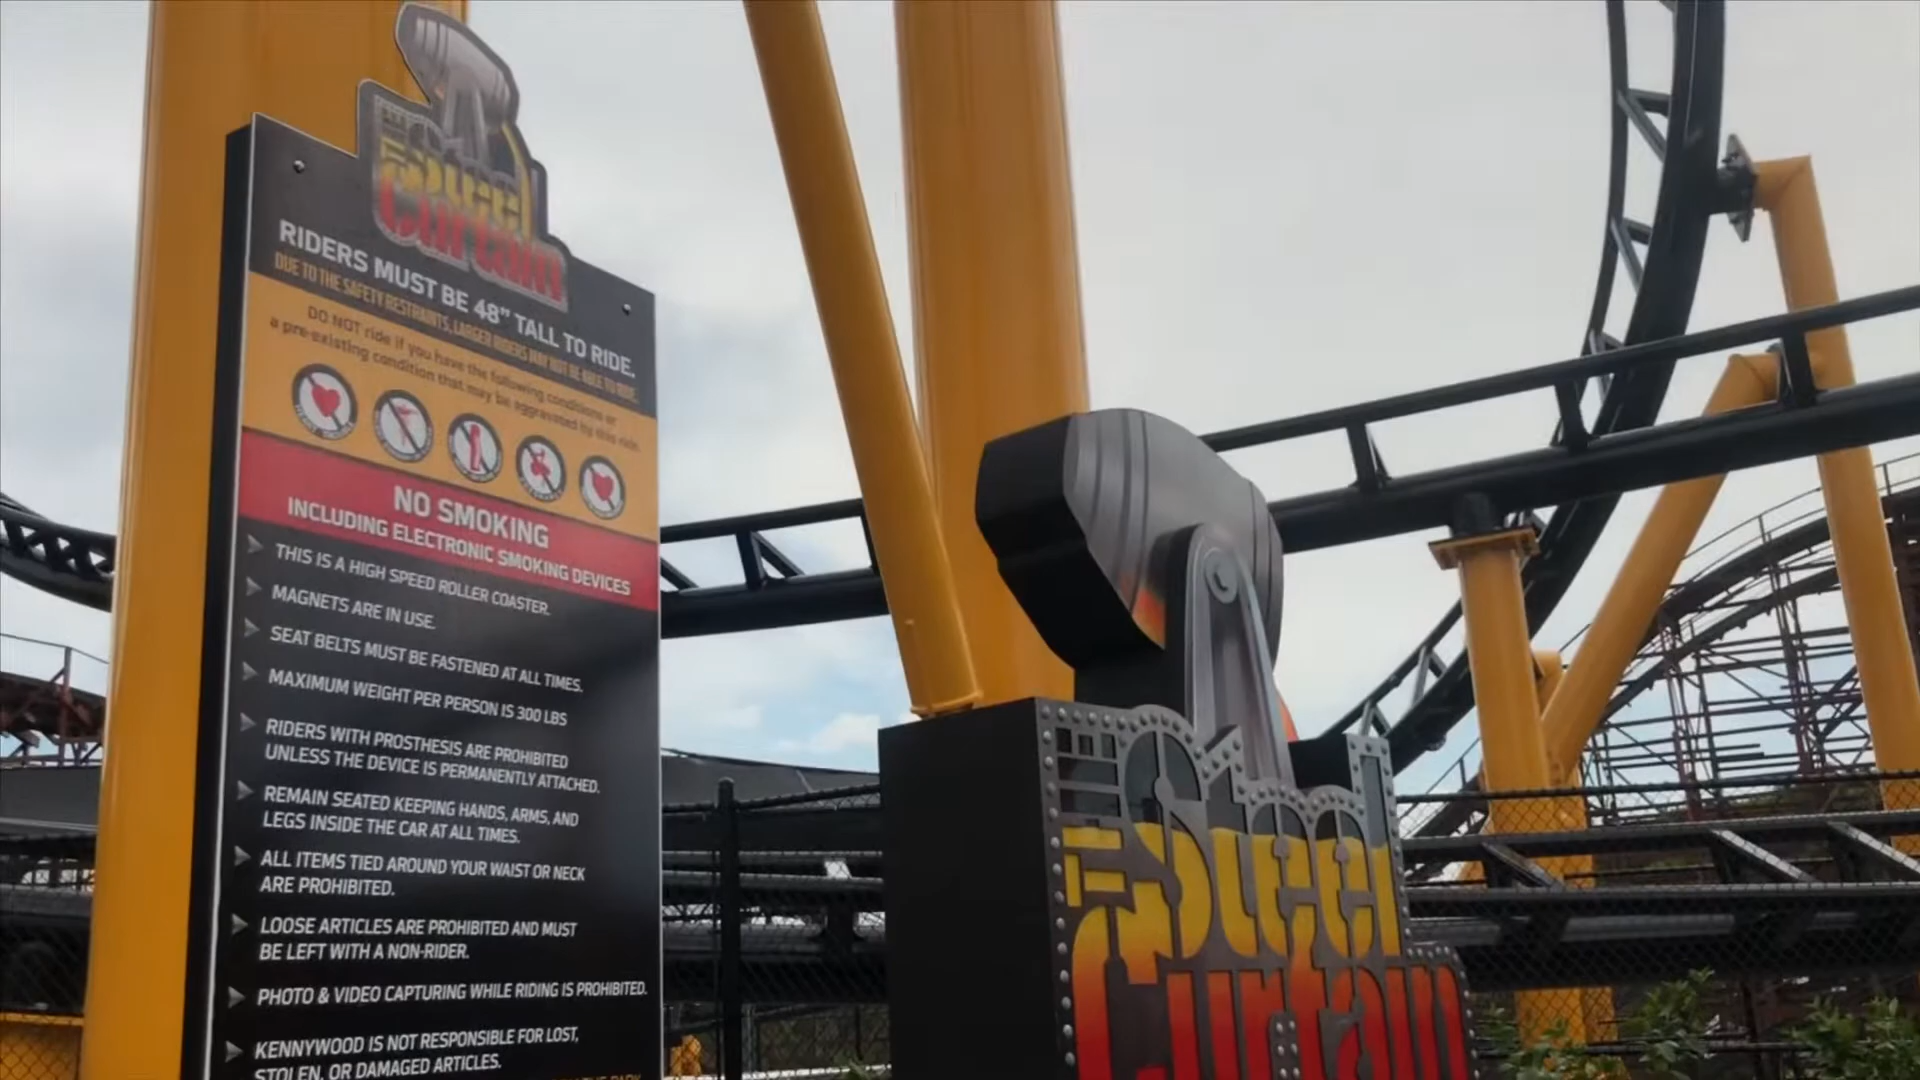 The
Steel
Curtain
RIDERS MUST BE 48" TALL TO RIDE.
DUE TO THE SAFETY RESTRAINTS, LARGER RIDERS MAY NOT BE ABLE TO RIDE.
DO NOT ride if you have the following conditions or
a pre-existing condition that may be aggravated by this ride.
NO SMOKING
INCLUDING ELECTRONIC SMOKING DEVICES
THIS IS A HIGH SPEED ROLLER COASTER.
MAGNETS ARE IN USE.
SEAT BELTS MUST BE FASTENED AT ALL TIMES.
MAXIMUM WEIGHT PER PERSON IS 300 LBS
RIDERS WITH PROSTHESIS ARE PROHIBITED
UNLESS THE DEVICE IS PERMANENTLY ATTACHED.
REMAIN SEATED KEEPING HANDS, ARMS, AND
LEGS INSIDE THE CAR AT ALL TIMES.
ALL ITEMS TIED AROUND YOUR WAIST OR NECK
ARE PROHIBITED.
LOOSE ARTICLES ARE PROHIBITED AND MUST
BE LEFT WITH A NON-RIDER.
PHOTO & VIDEO CAPTURING WHILE RIDING IS PROHIBITED.
KENNYWOOD IS NOT RESPONSIBLE FOR LOST,
STOLEN, OR DAMAGED ARTICLES.
THE
Steel
Curtain